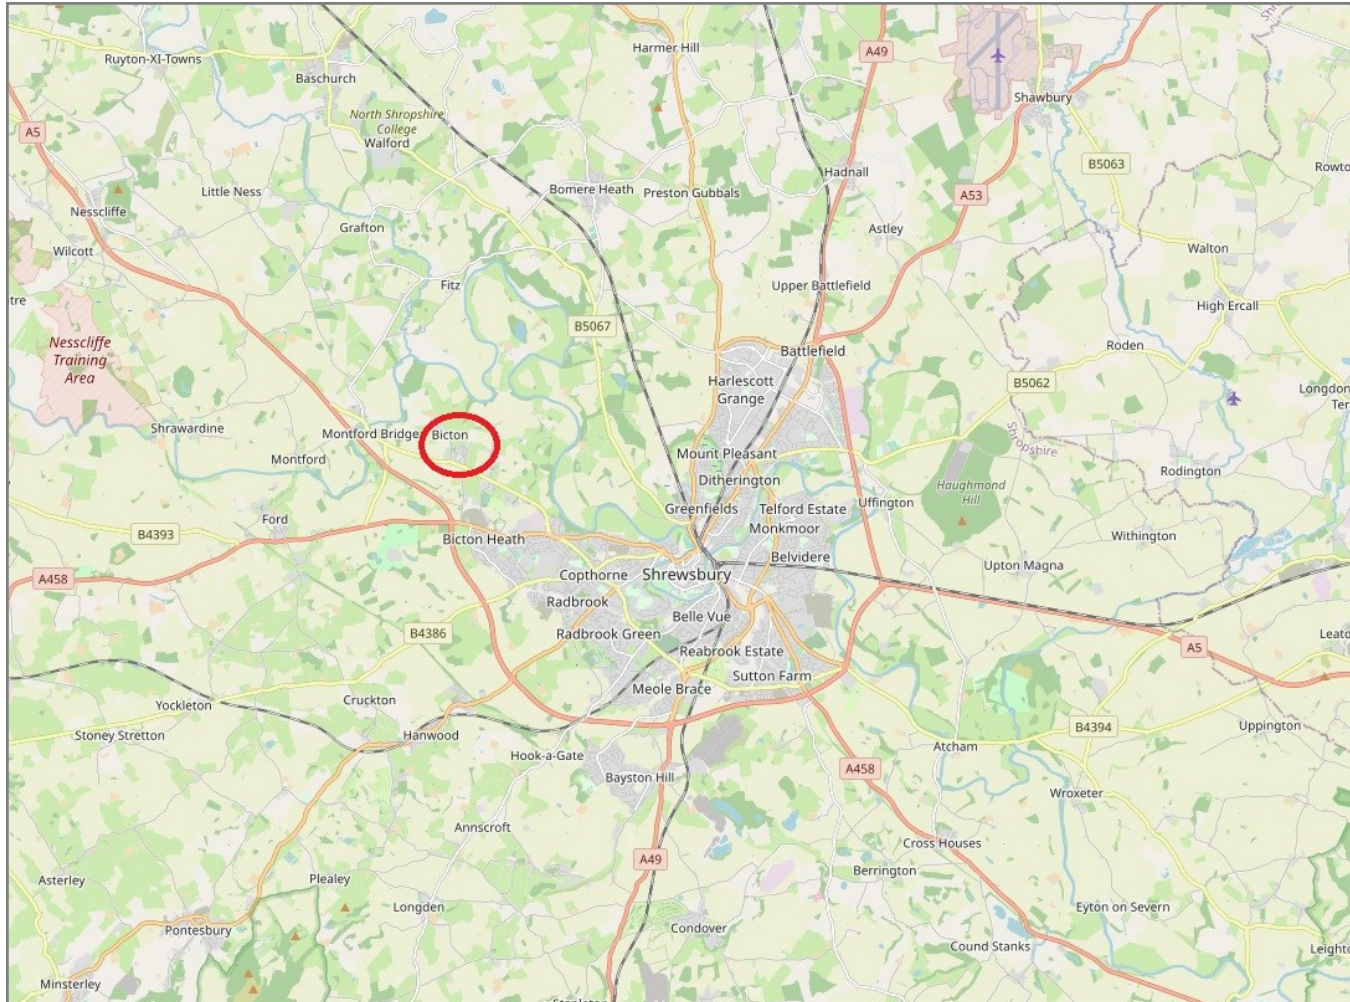 Harmer Hill
A49
Ruyton-XI-Towns
Baschurch
Shawbury
North Shropshire
College
Walford
A5
B5063
Hadnall
Little Ness
Bomere Heath
Preston Gubbals
A53
Nesscliffe
Grafton
Astley
Wilcott
Walton
Fitz
Upper Battlefield
High Ercall
B5067
Nesscliffe
Training
Area
Battlefield
Roden
Harlescott
Grange
B5062
Shrawardine
Montford Bridge
Bicton
Shropshire
Montford
Mount Pleasant
Rodington
Ditherington
Haughmond
Hill
Uffington
Greenfields
Telford Estate
Ford
Monkmoor
B4393
Bicton Heath
Withington
Belvidere
Upton Magna
A458
Copthorne
Shrewsbury
Radbrook
Belle Vue
B4386
Radbrook Green
A5
Reabrook Estate
Sutton Farm
Meole Brace
Cruckton
Yockleton
Stoney Stretton
Hanwood
B4394
Uppington
Hook-a-Gate
Atcham
Bayston Hill
A458
Wroxeter
Annscroft
Cross Houses
A49
Berrington
Asterley
Plealey
Longden
Eyton on Severn
Pontesbury
Condover
Cound Stanks
Minsterley